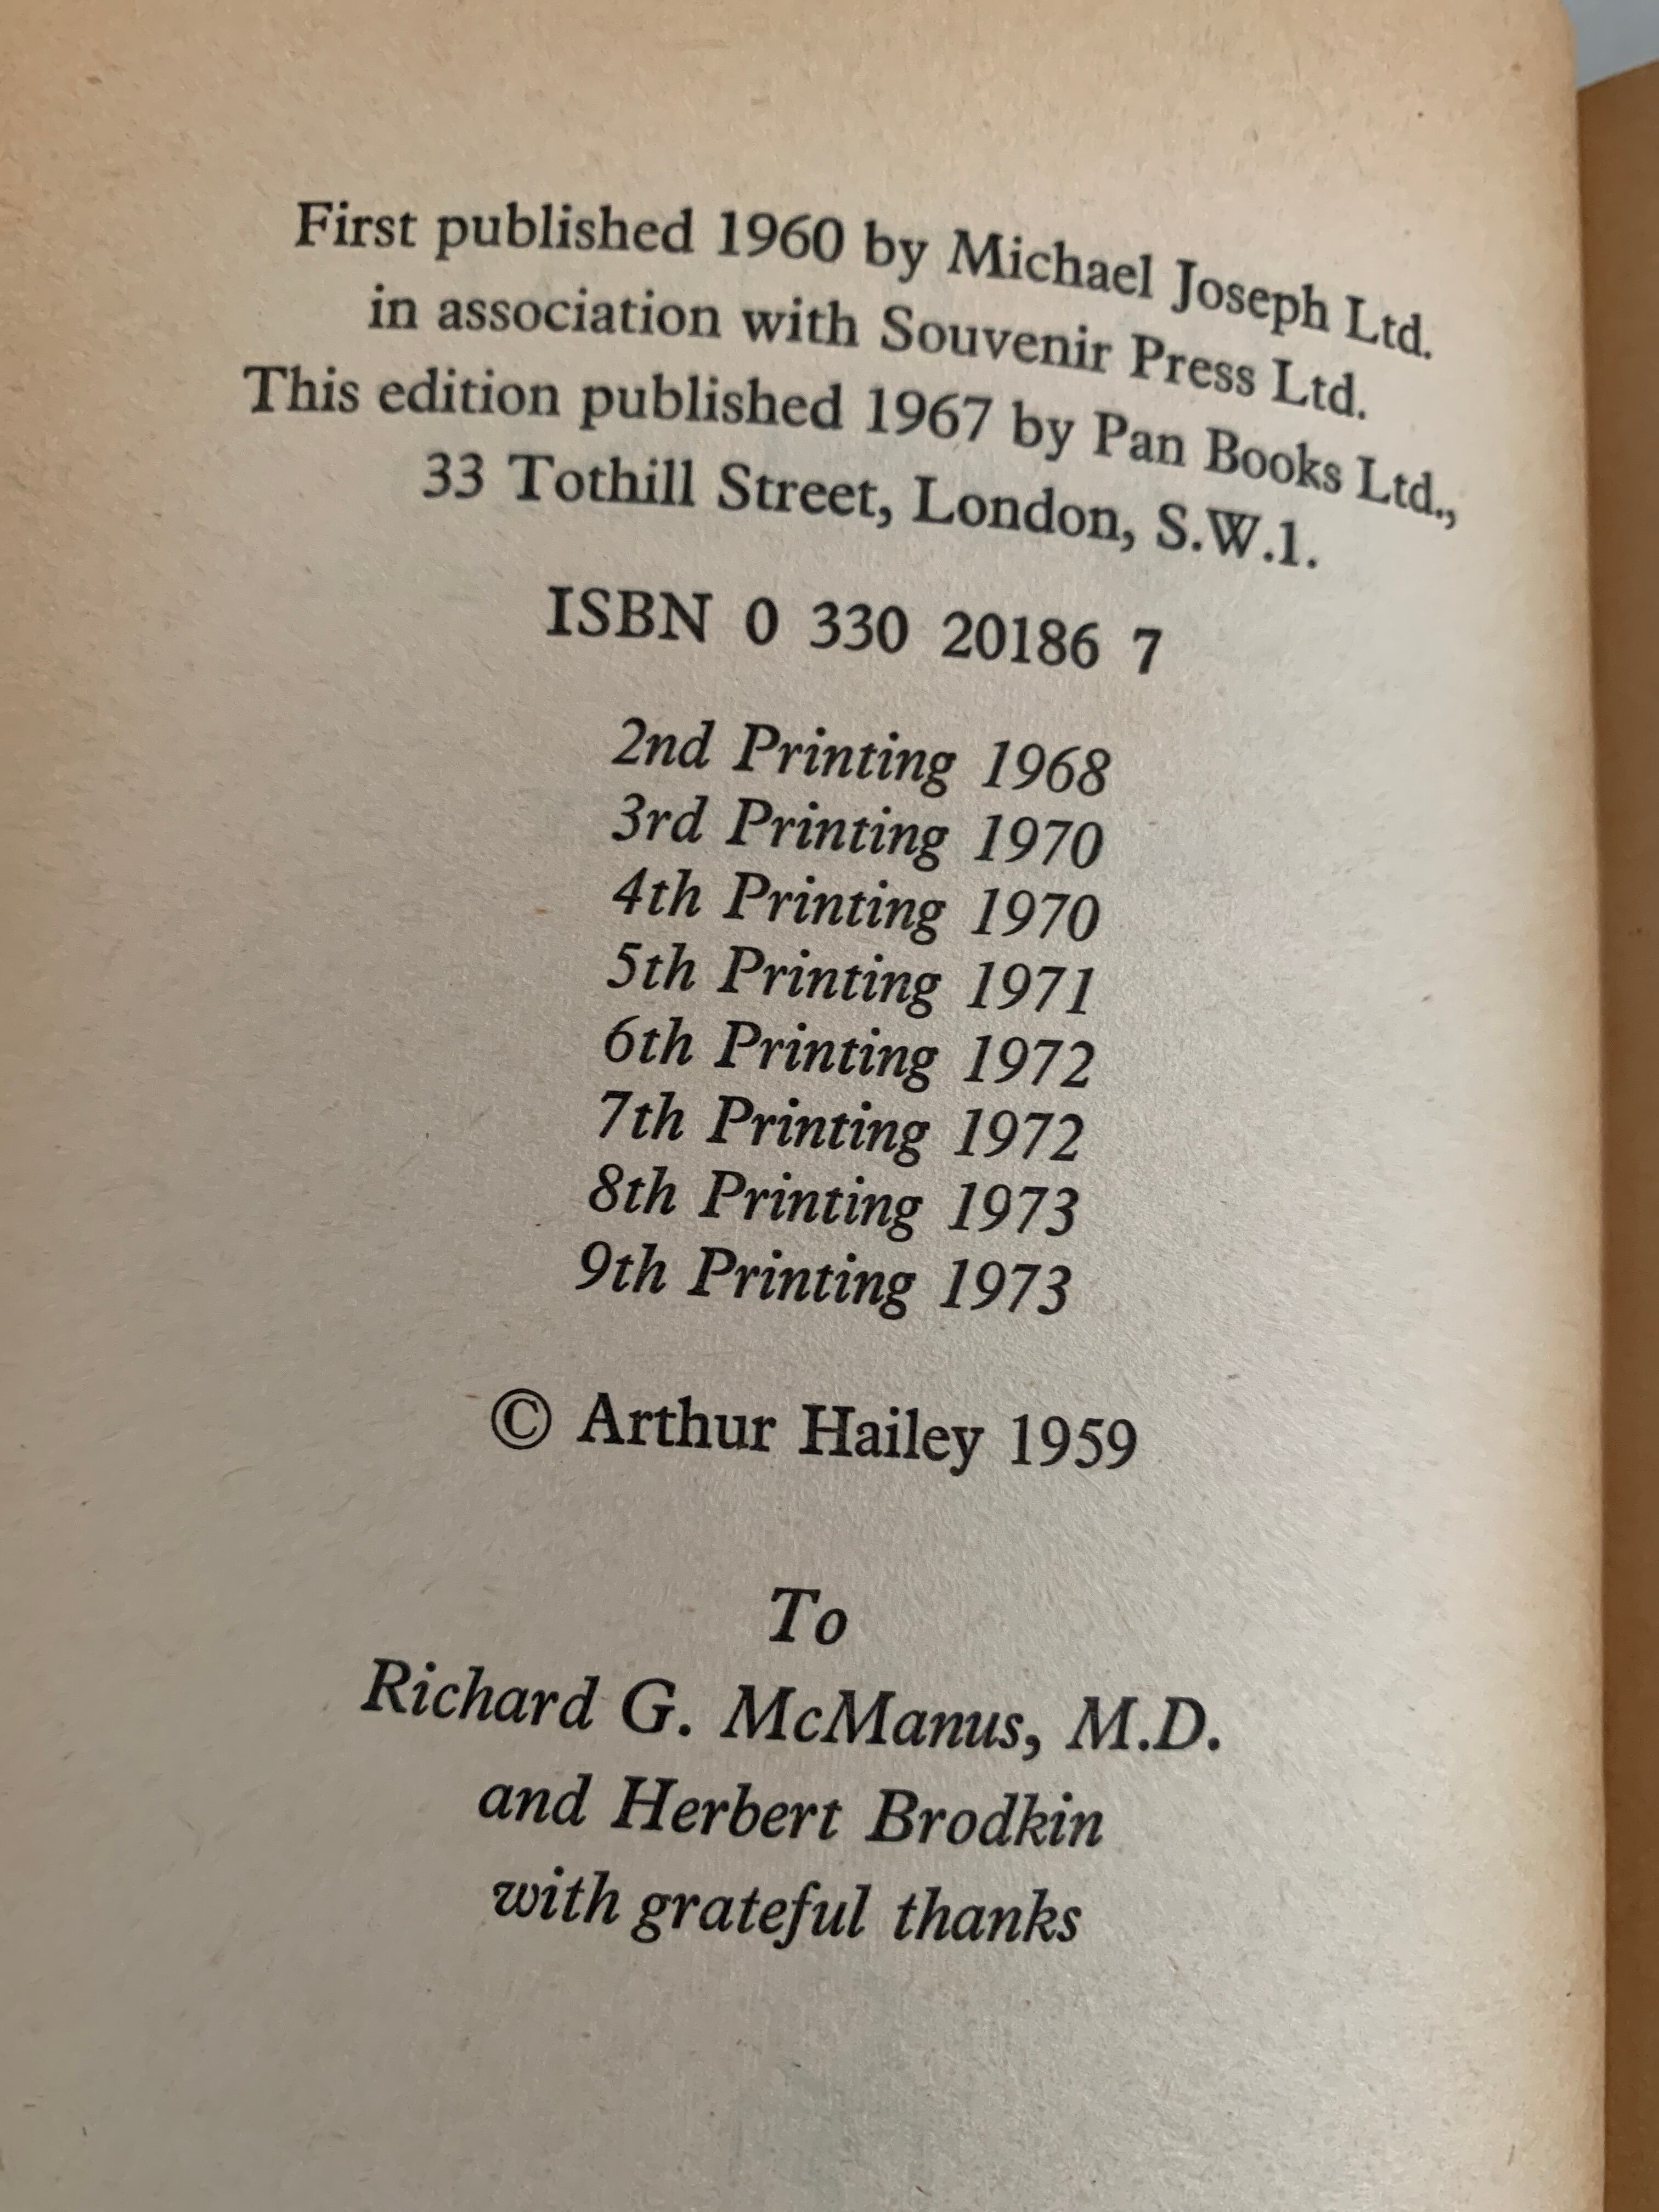 First published 1960 by Michael Joseph Ltd.
in association with Souvenir Press Ltd.
This edition published 1967 by Pan Books Ltd.,
33 Tothill Street, London, S.W.1.
ISBN 0 330 20186 7
2nd Printing 1968
3rd Printing 1970
4th Printing 1970
5th Printing 1971
6th Printing 1972
7th Printing 1972
8th Printing 1973
9th Printing 1973
© Arthur Hailey 1959
To
Richard G. McManus, M.D.
and Herbert Brodkin
with grateful thanks